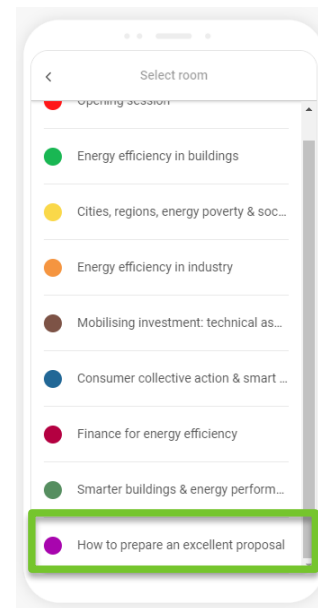 Select room
Opening session
Energy efficiency in buildings
Cities, regions, energy poverty & soc...
Energy efficiency in industry
Mobilising investment: technical as...
Consumer collective action & smart ...
Finance for energy efficiency
Smarter buildings & energy perform...
How to prepare an excellent proposal